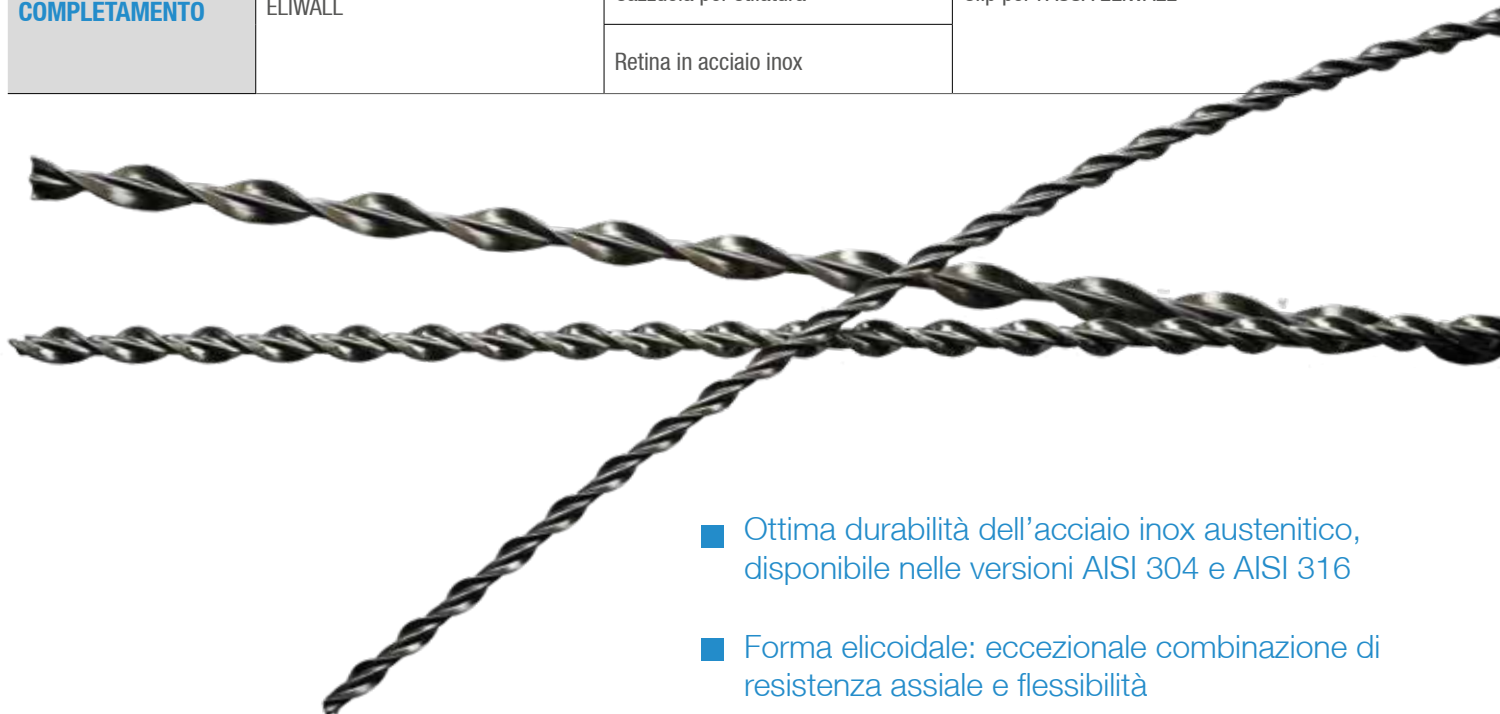 COMPLETAMENTO
ELIWALL
Retina in acciaio inox
Ottima durabilità dell’acciaio inox austenitico,
disponibile nelle versioni AISI 304 e AISI 316
Forma elicoidale: eccezionale combinazione di
resistenza assiale e flessibilità